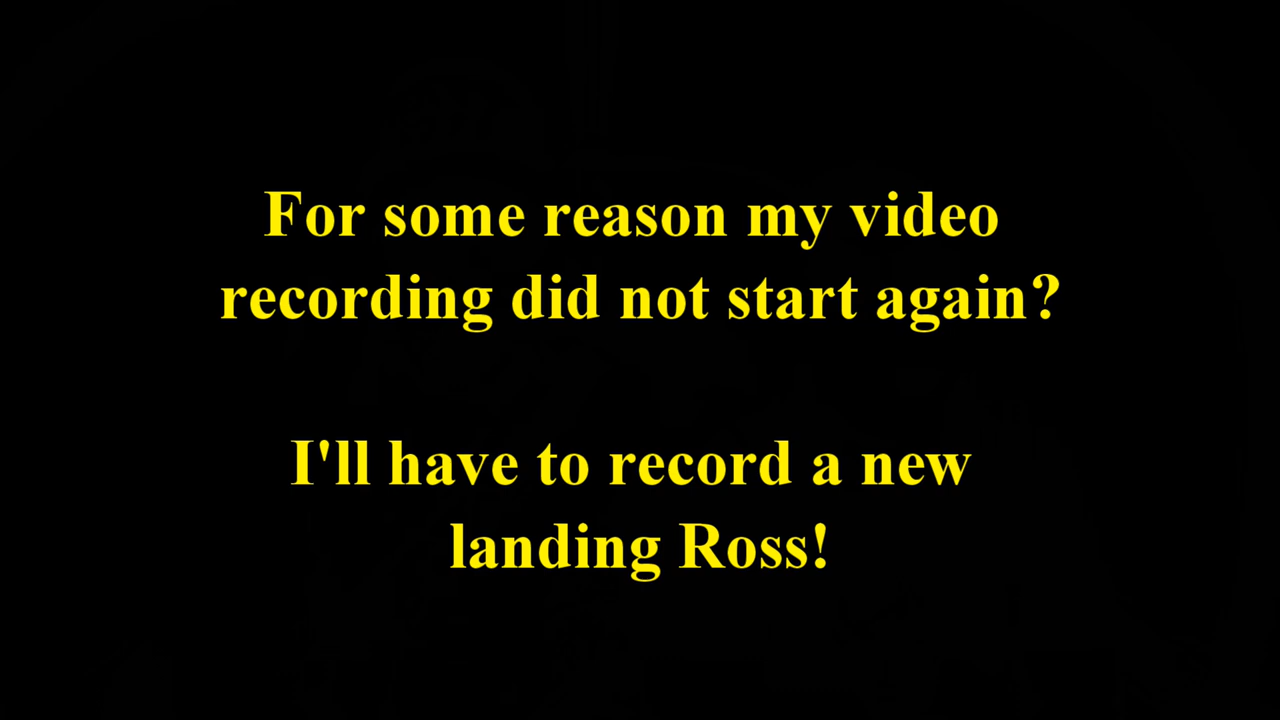 For some reason my video
recording did not start again?
I'll have to record a new
landing Ross!